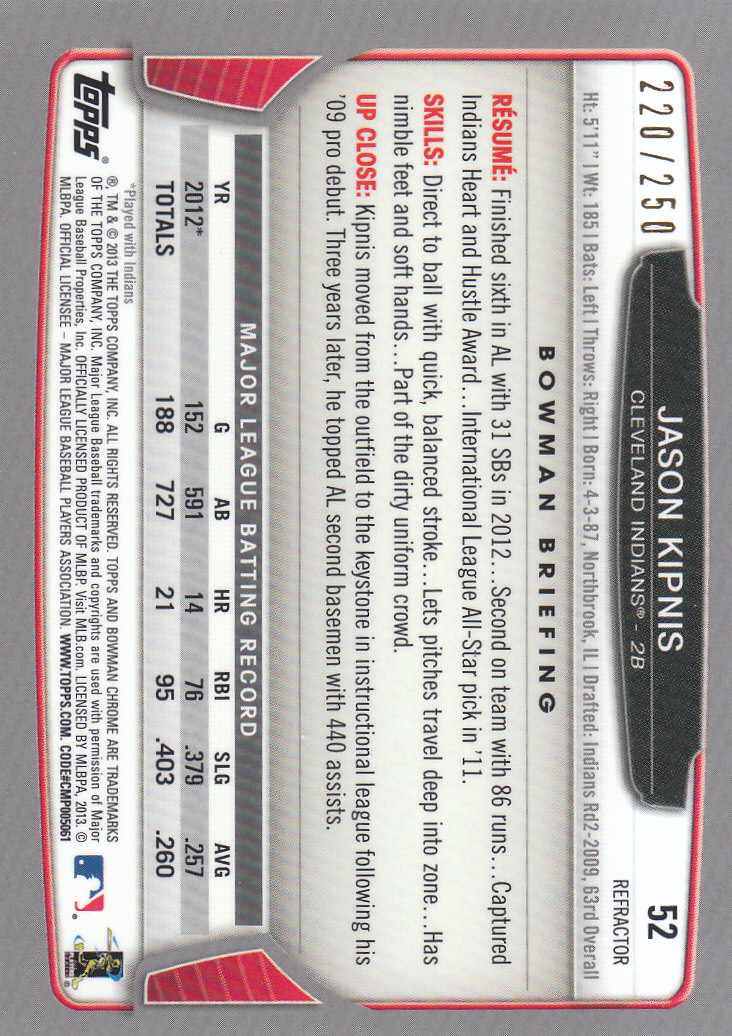 220/250
JASON KIPNIS
52
CLEVELAND INDIANS® - 2B
REFRACTOR
Ht: 5'11" | Wt: 185 | Bats: Left | Throws: Right | Born: 4-3-87, Northbrook, IL | Drafted: Indians Rd2-2009, 63rd Overall
BOWMAN BRIEFING
RÉSUMÉ: Finished sixth in AL with 31 SBs in 2012...Second on team with 86 runs...Captured
Indians Heart and Hustle Award...International League All-Star pick in '11.
SKILLS: Direct to ball with quick, balanced stroke...Lets pitches travel deep into zone...Has
nimble feet and soft hands...Part of the dirty uniform crowd.
UP CLOSE: Kipnis moved from the outfield to the keystone in instructional league following his
'09 pro debut. Three years later, he topped AL second basemen with 440 assists.
MAJOR LEAGUE BATTING RECORD
YR G AB HR RBI SLG AVG
2012* 152 591 14 76 .379 .257
TOTALS 188 727 21 95 .403 .260
*Played with Indians
topps®
®, TM & © 2013 THE TOPPS COMPANY, INC. ALL RIGHTS RESERVED. TOPPS AND BOWMAN CHROME ARE TRADEMARKS
OF THE TOPPS COMPANY, INC. Major League Baseball trademarks and copyrights are used with permission of Major
League Baseball Properties, Inc. OFFICIALLY LICENSED PRODUCT OF MLBP. Visit MLB.com. LICENSED BY MLBPA, 2013. ©
MLBPA. OFFICIAL LICENSEE – MAJOR LEAGUE BASEBALL PLAYERS ASSOCIATION. WWW.TOPPS.COM. CODE#CMP005061